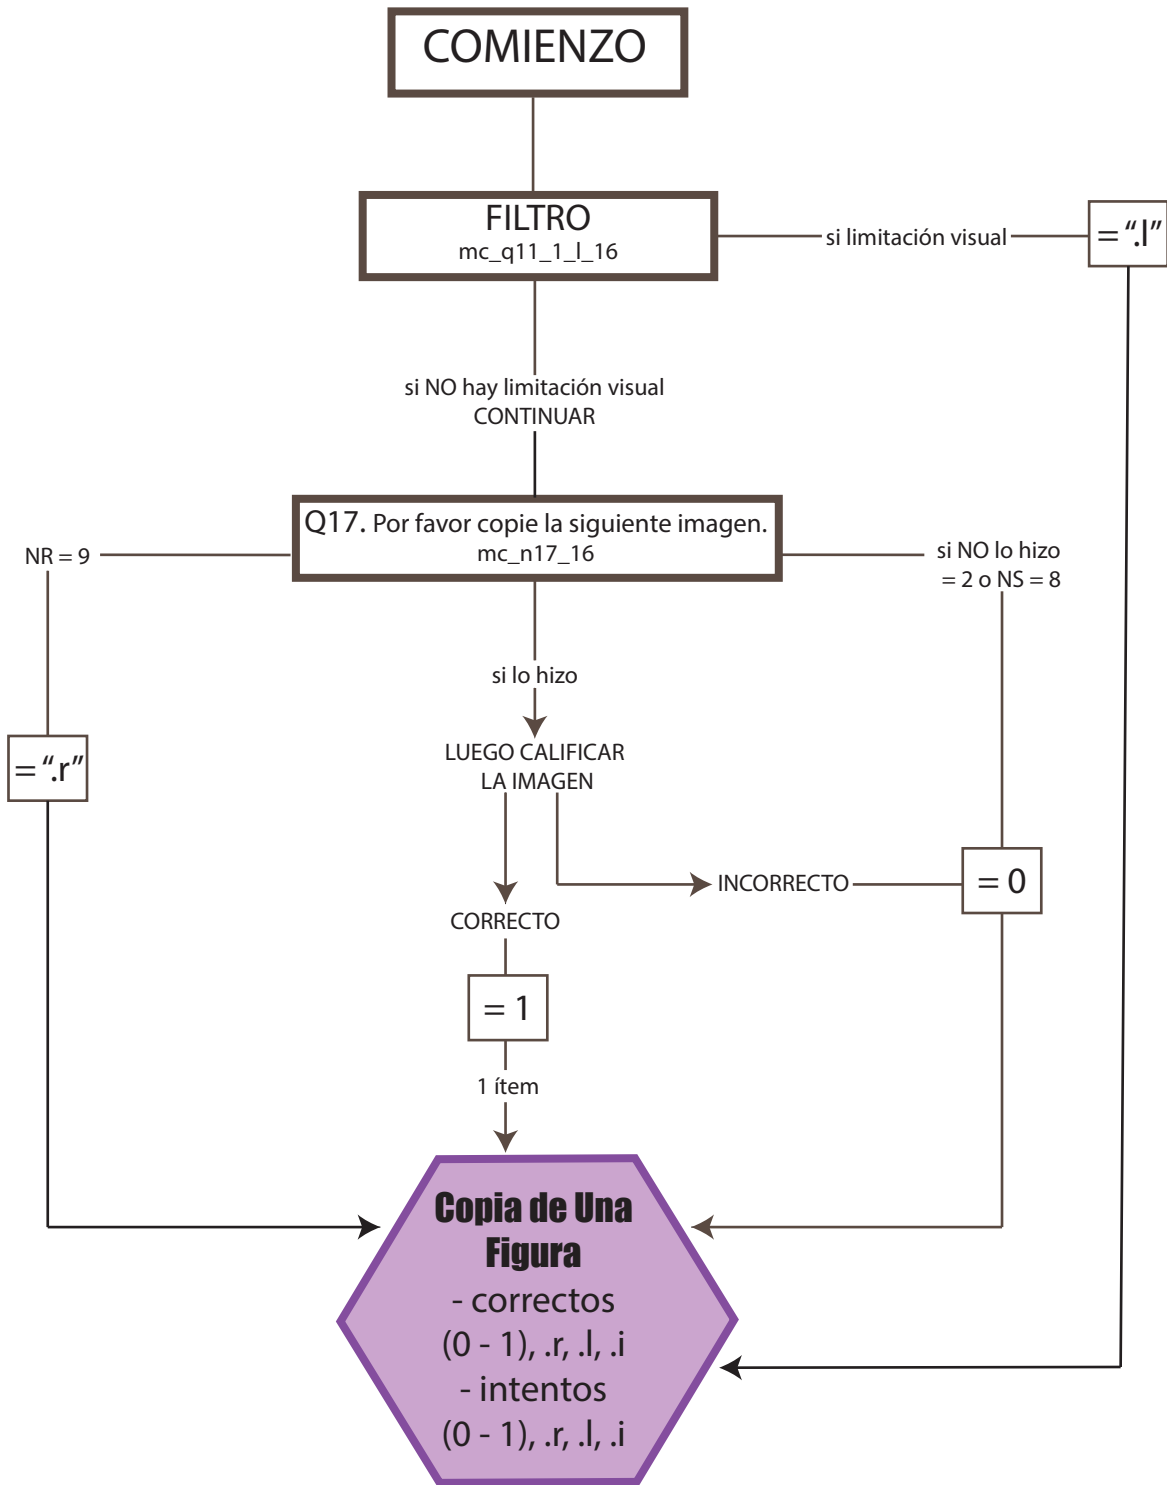 COMIENZO
FILTRO
mc_q11_1_l_16
si limitación visual
= “.l”
si NO hay limitación visual
CONTINUAR
Q17. Por favor copie la siguiente imagen.
mc_n17_16
NR = 9
si NO lo hizo
= 2 o NS = 8
si lo hizo
= “.r”
LUEGO CALIFICAR
LA IMAGEN
INCORRECTO
= 0
CORRECTO
= 1
1 ítem
Copia de Una
Figura
- correctos
(0 - 1), .r, .l, .i
- intentos
(0 - 1), .r, .l, .i